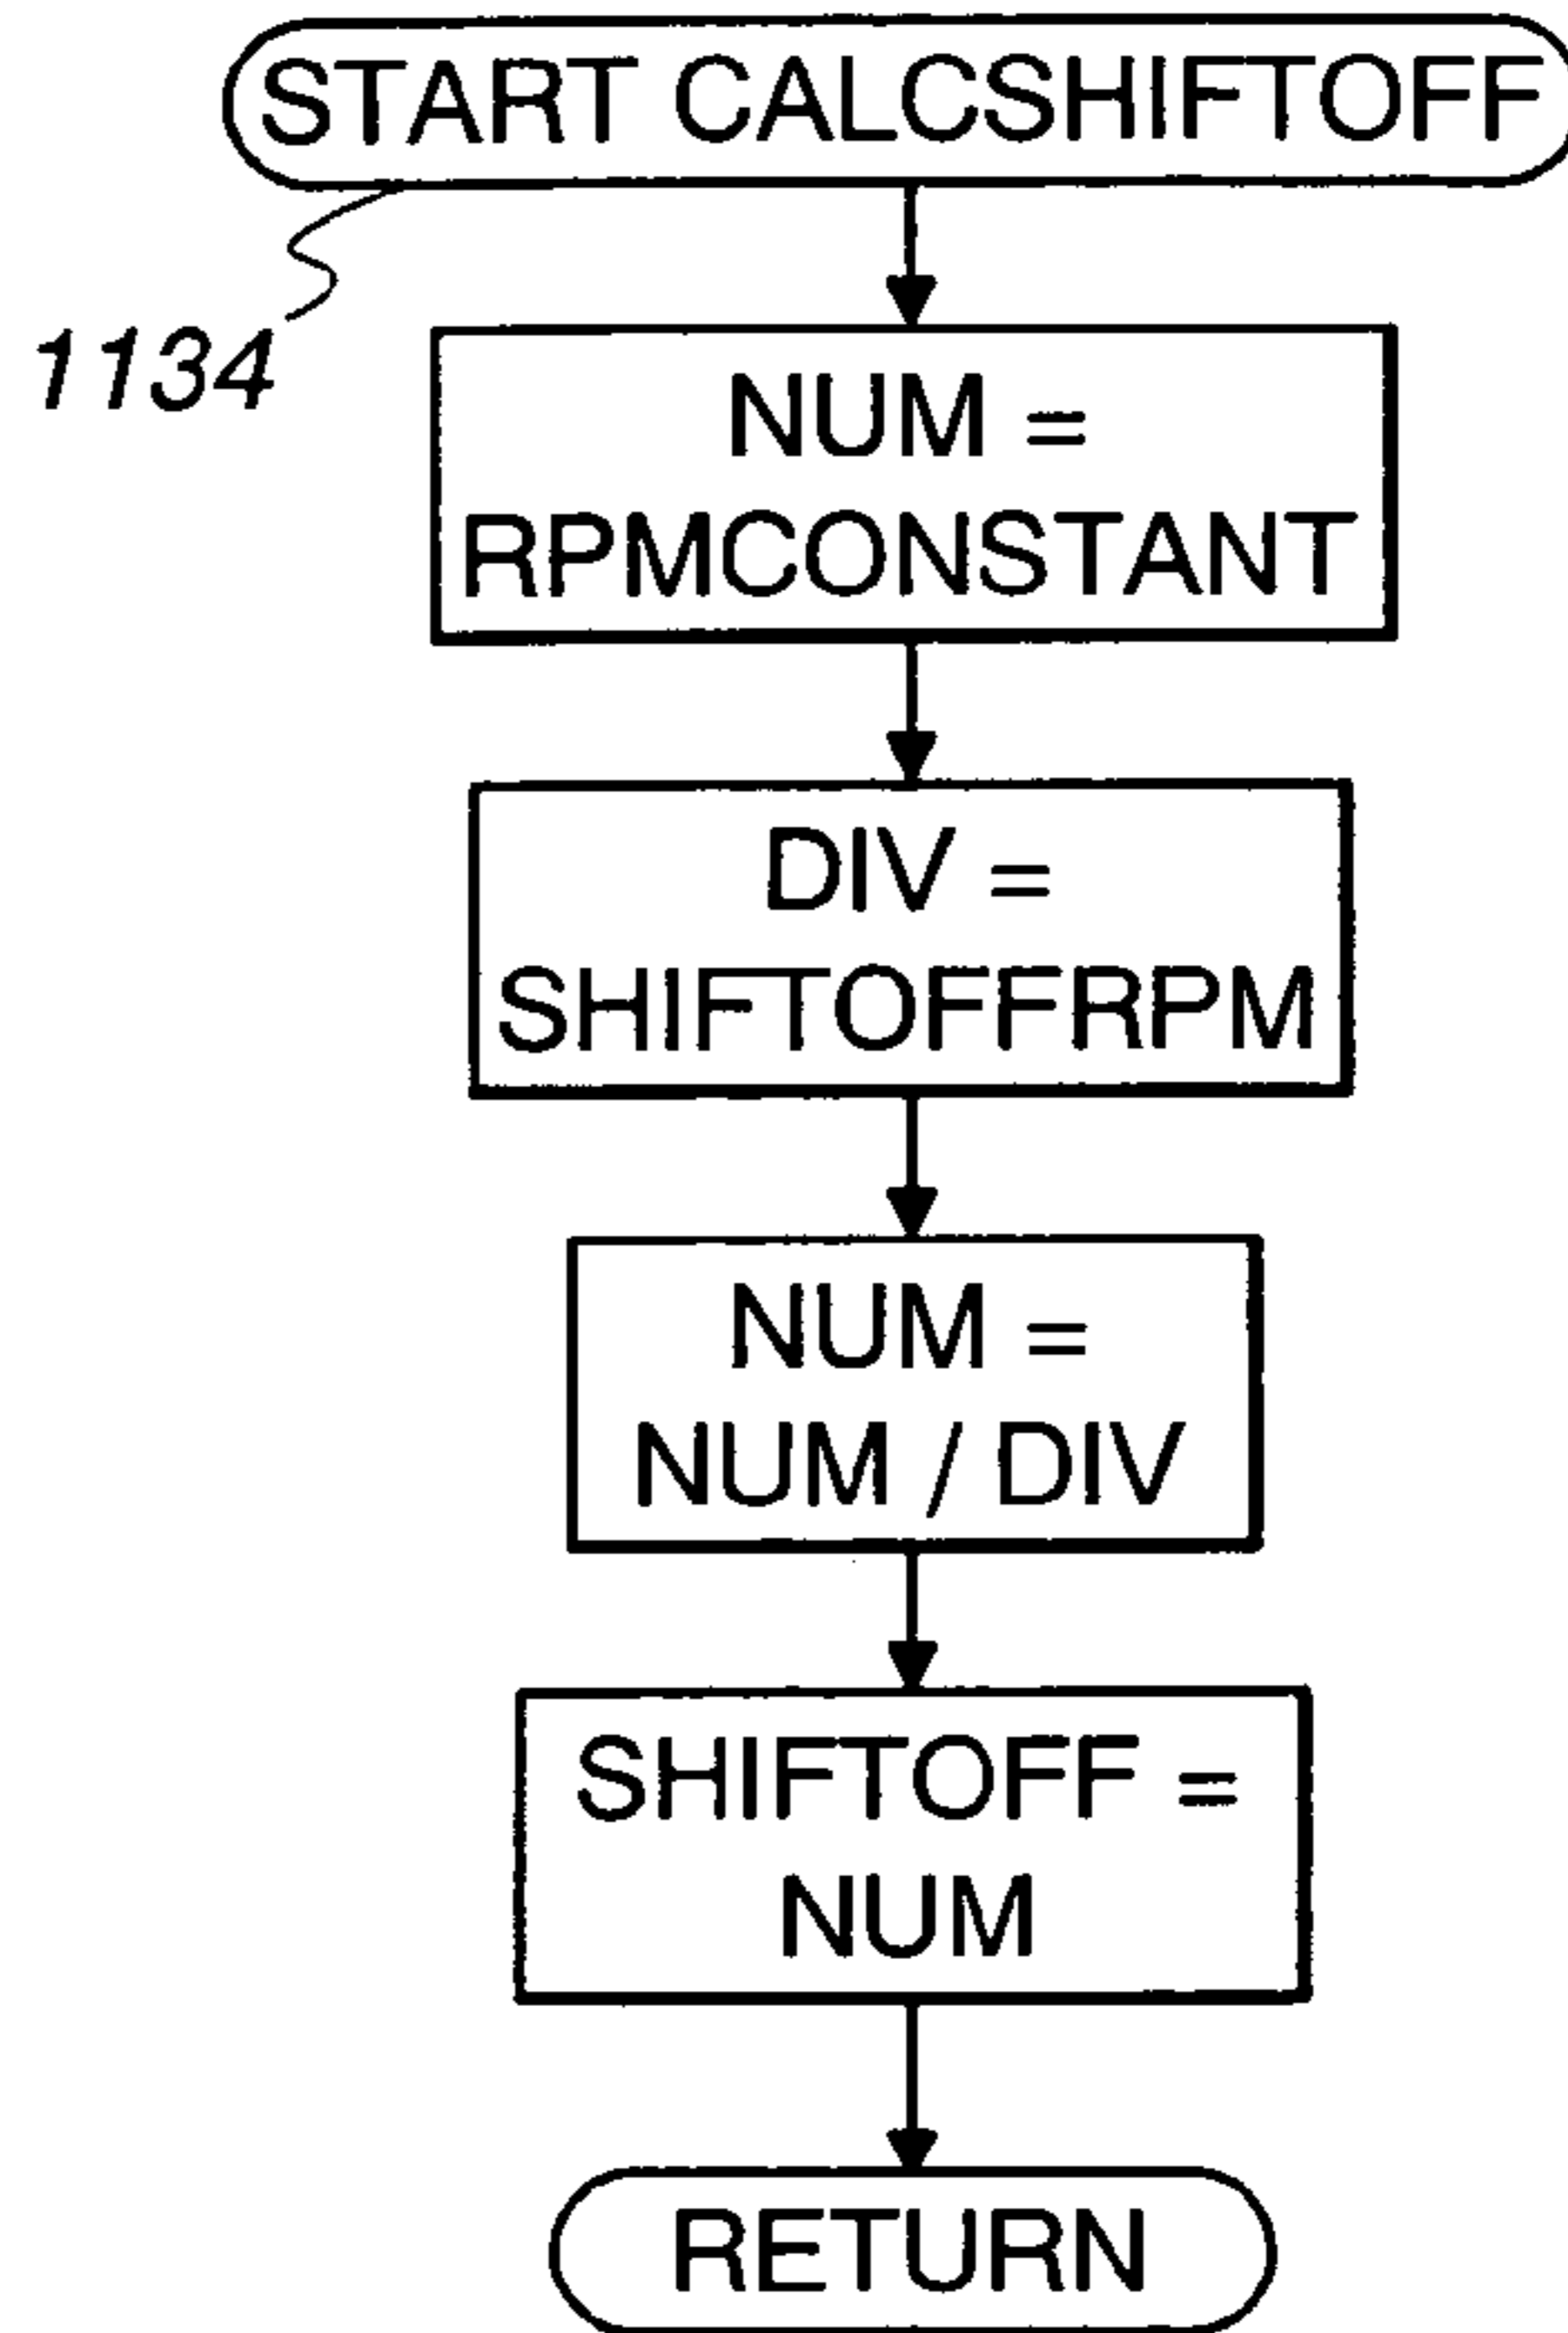 START CALCSHIFTOFF
1134
NUM =
RPMCONSTANT
DIV =
SHIFTOFFRPM
NUM =
NUM / DIV
SHIFTOFF =
NUM
RETURN